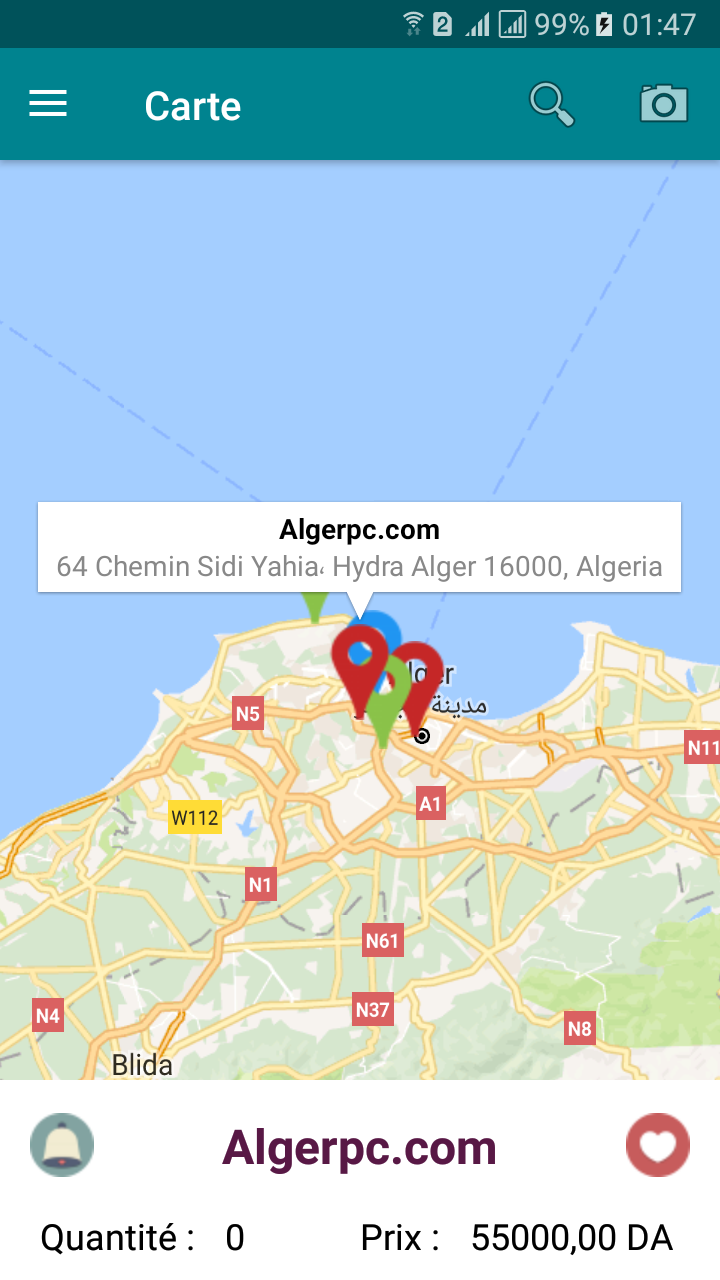 2 99% 01:47
Carte
Algerpc.com
64 Chemin Sidi Yahia، Hydra Alger 16000, Algeria
lger
مدينة
N5
N11
A1
W112
N1
N61
N4
N37
N8
Blida
Algerpc.com
Quantité : 0 Prix : 55000,00 DA